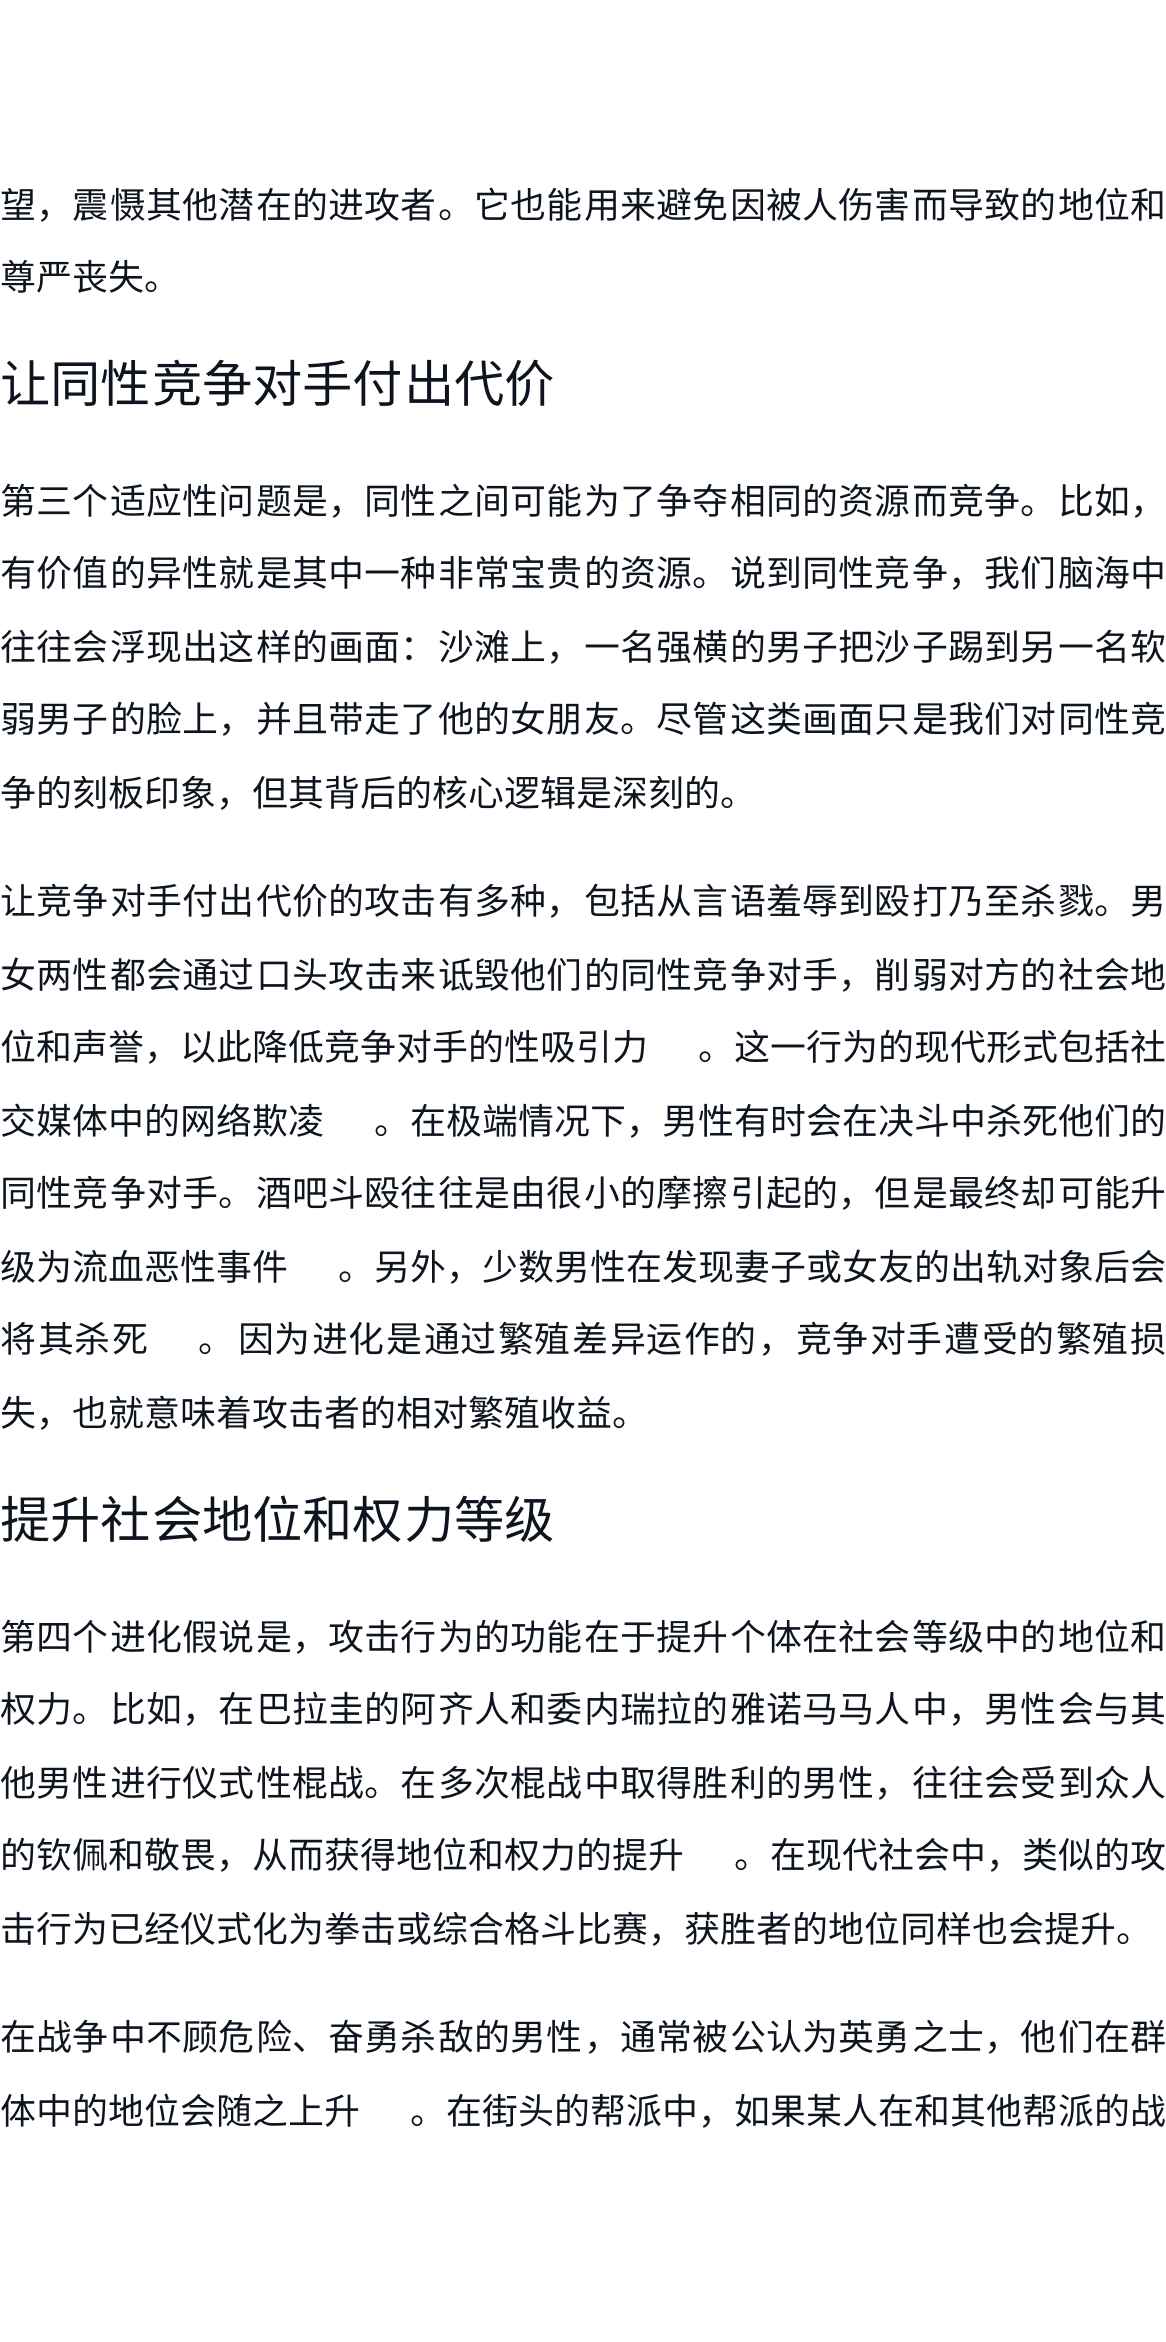 望，震慑其他潜在的进攻者。它也能用来避免因被人伤害而导致的地位和
尊严丧失。
让同性竞争对手付出代价
第三个适应性问题是，同性之间可能为了争夺相同的资源而竞争。比如，
有价值的异性就是其中一种非常宝贵的资源。说到同性竞争，我们脑海中
往往会浮现出这样的画面：沙滩上，一名强横的男子把沙子踢到另一名软
弱男子的脸上，并且带走了他的女朋友。尽管这类画面只是我们对同性竞
争的刻板印象，但其背后的核心逻辑是深刻的。
让竞争对手付出代价的攻击有多种，包括从言语羞辱到殴打乃至杀戮。男
女两性都会通过口头攻击来诋毁他们的同性竞争对手，削弱对方的社会地
位和声誉，以此降低竞争对手的性吸引力 。这一行为的现代形式包括社
交媒体中的网络欺凌 。在极端情况下，男性有时会在决斗中杀死他们的
同性竞争对手。酒吧斗殴往往是由很小的摩擦引起的，但是最终却可能升
级为流血恶性事件 。另外，少数男性在发现妻子或女友的出轨对象后会
将其杀死 。因为进化是通过繁殖差异运作的，竞争对手遭受的繁殖损
失，也就意味着攻击者的相对繁殖收益。
提升社会地位和权力等级
第四个进化假说是，攻击行为的功能在于提升个体在社会等级中的地位和
权力。比如，在巴拉圭的阿齐人和委内瑞拉的雅诺马马人中，男性会与其
他男性进行仪式性棍战。在多次棍战中取得胜利的男性，往往会受到众人
的钦佩和敬畏，从而获得地位和权力的提升 。在现代社会中，类似的攻
击行为已经仪式化为拳击或综合格斗比赛，获胜者的地位同样也会提升。
在战争中不顾危险、奋勇杀敌的男性，通常被公认为英勇之士，他们在群
体中的地位会随之上升 。在街头的帮派中，如果某人在和其他帮派的战